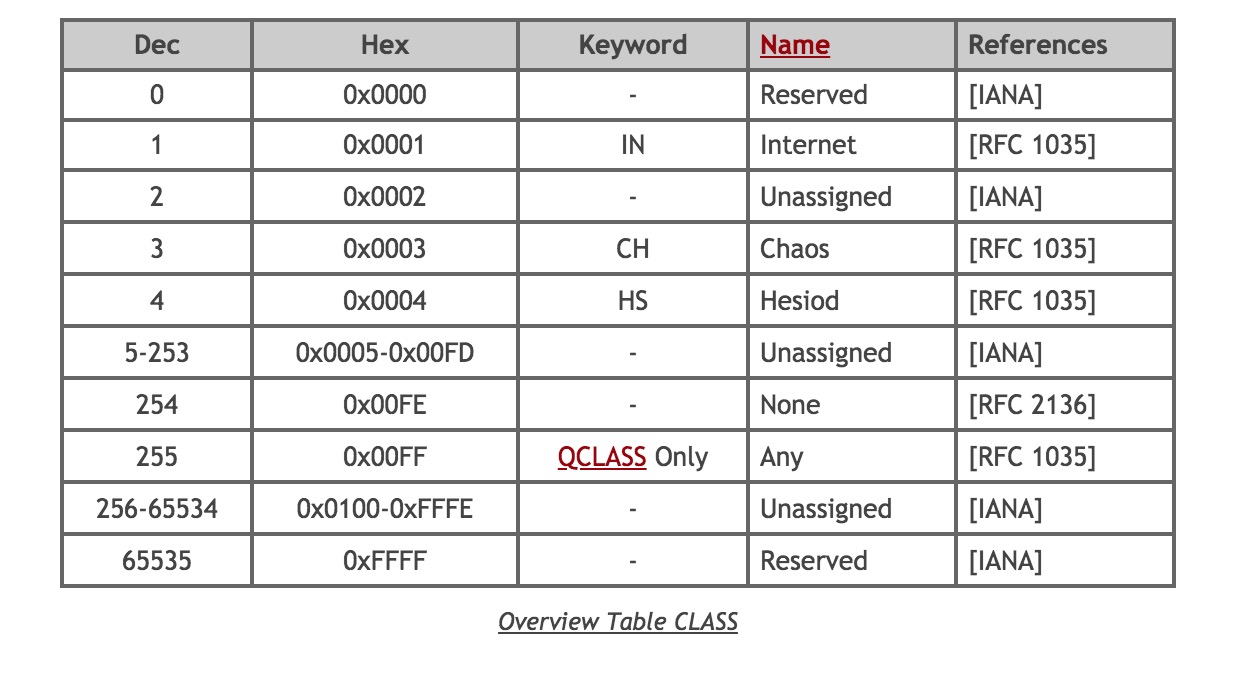 Dec Hex Keyword Name References
0 0x0000 - Reserved [IANA]
1 0x0001 IN Internet [RFC 1035]
2 0x0002 - Unassigned [IANA]
3 0x0003 CH Chaos [RFC 1035]
4 0x0004 HS Hesiod [RFC 1035]
5-253 0x0005-0x00FD - Unassigned [IANA]
254 0x00FE - None [RFC 2136]
255 0x00FF QCLASS Only Any [RFC 1035]
256-65534 0x0100-0xFFFE - Unassigned [IANA]
65535 0xFFFF - Reserved [IANA]
Overview Table CLASS